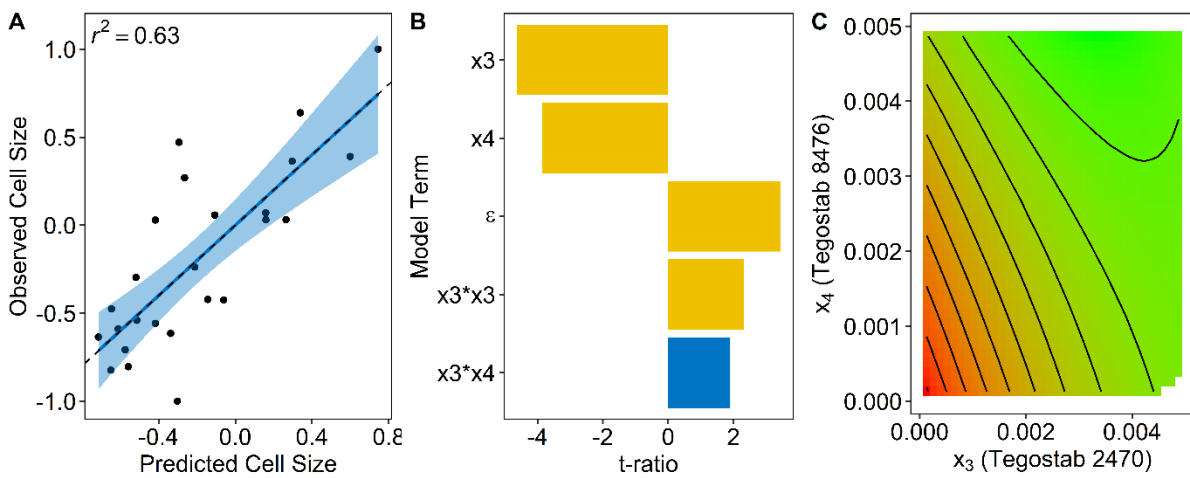 A
r² = 0.63
Observed Cell Size
1.0
0.5
0.0
-0.5
-1.0
-0.4
0.0
0.4
0.8
Predicted Cell Size
B
Model Term
x3
x4
ε
x3*x3
x3*x4
-4
-2
0
2
t-ratio
C
x₄ (Tegostab 8476)
0.005
0.004
0.003
0.002
0.001
0.000
0.000
0.002
0.004
x₃ (Tegostab 2470)